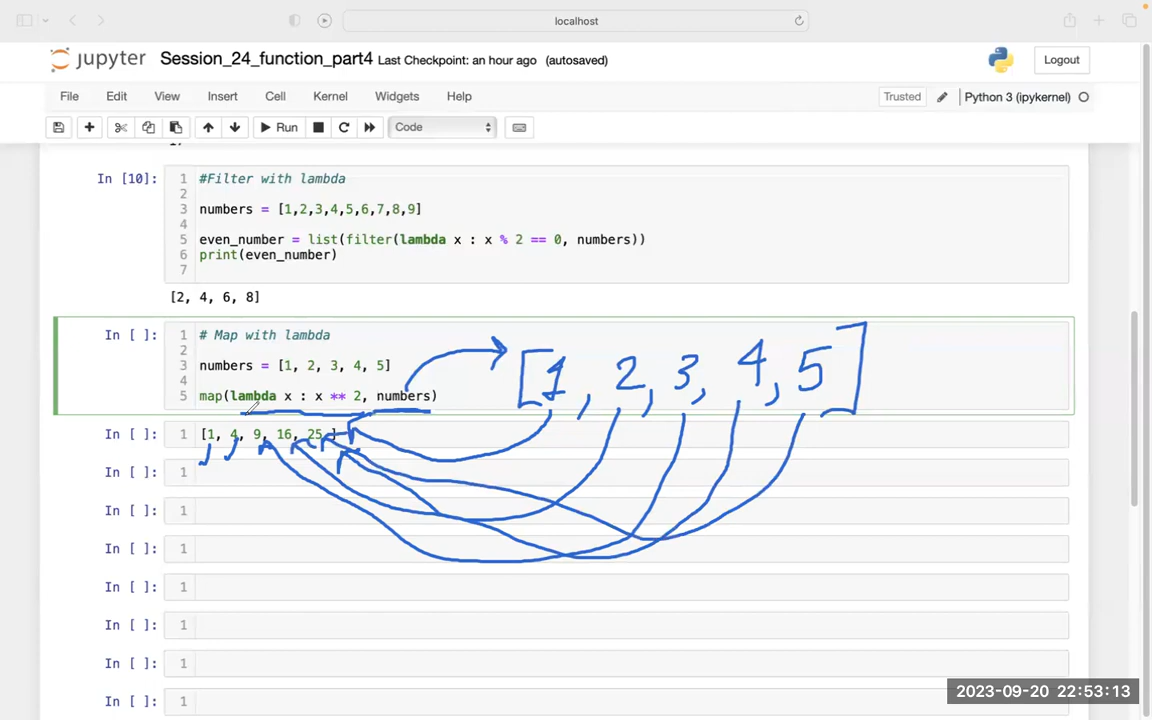 localhost
jupyter Session_24_function_part4 Last Checkpoint: an hour ago (autosaved) Logout
File Edit View Insert Cell Kernel Widgets Help Trusted Python 3 (ipykernel)
Run Code
In [10]:
1 #Filter with lambda
2
3 numbers = [1,2,3,4,5,6,7,8,9]
4
5 even_number = list(filter(lambda x : x % 2 == 0, numbers))
6 print(even_number)
7
[2, 4, 6, 8]
In [ ]:
1 # Map with lambda
2
3 numbers = [1, 2, 3, 4, 5]
4
5 map(lambda x : x ** 2, numbers)
[1, 2, 3, 4, 5]
In [ ]: 1 [1, 4, 9, 16, 25 ]
In [ ]: 1
In [ ]: 1
In [ ]: 1
In [ ]: 1
In [ ]: 1
In [ ]: 1
In [ ]: 1
2023-09-20 22:53:13